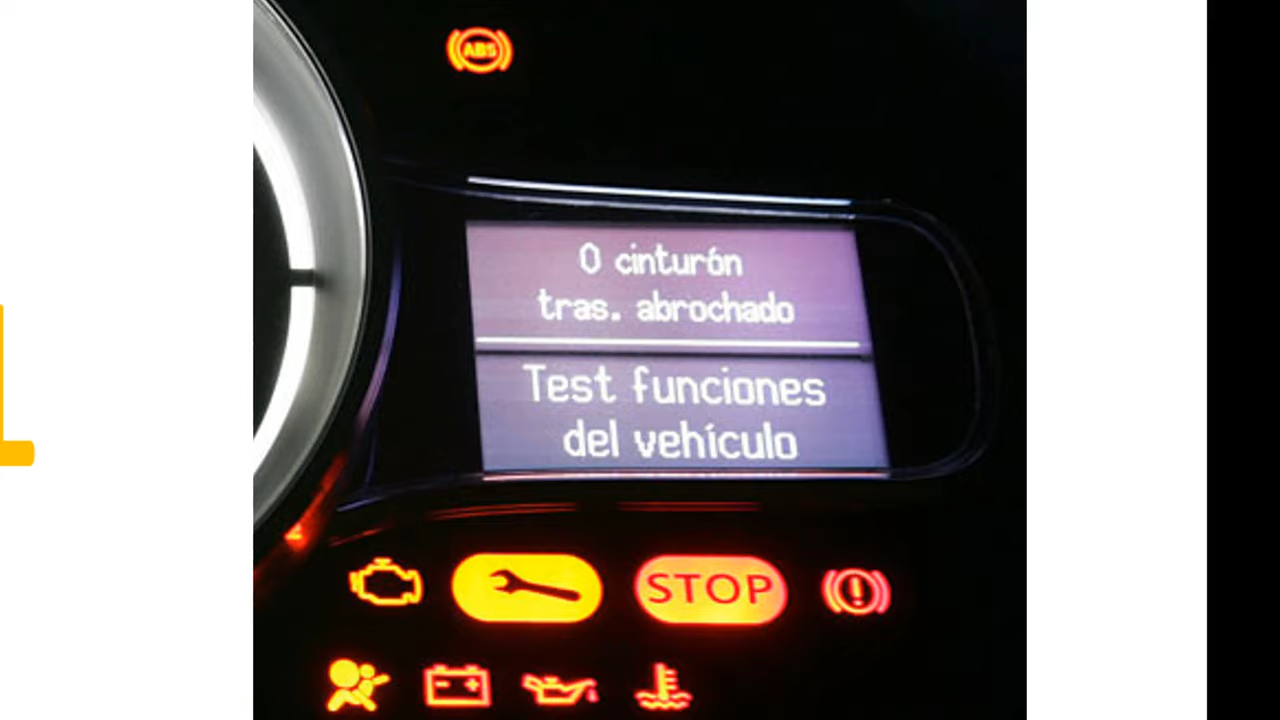 ABS
0 cinturón
tras. abrochado
Test funciones
del vehículo
STOP